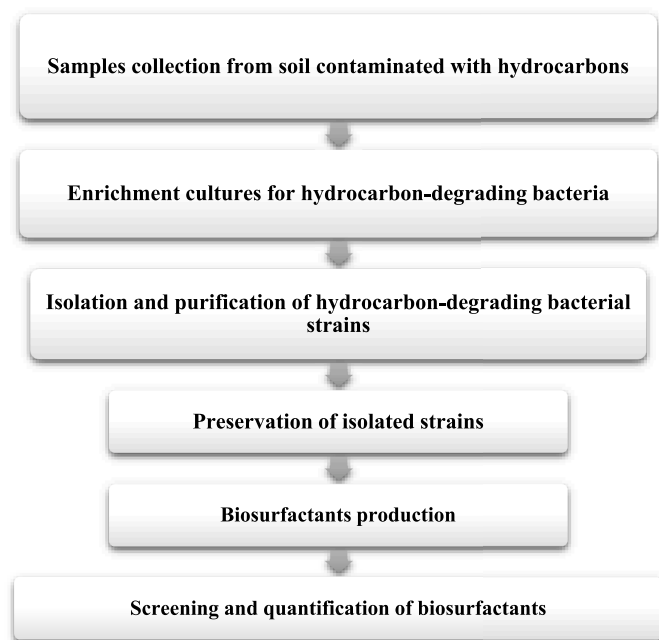 Samples collection from soil contaminated with hydrocarbons
Enrichment cultures for hydrocarbon-degrading bacteria
Isolation and purification of hydrocarbon-degrading bacterial
strains
Preservation of isolated strains
Biosurfactants production
Screening and quantification of biosurfactants